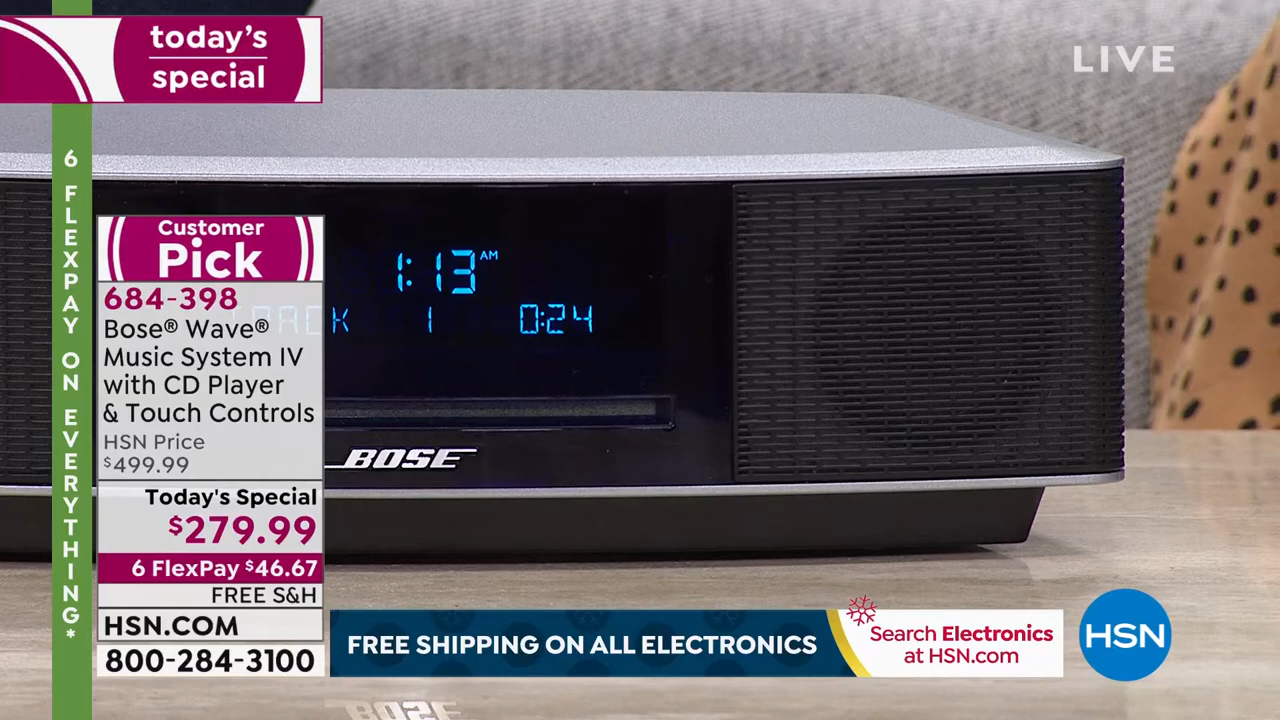 today's
special
LIVE
6 FLEXPAY ON EVERYTHING*
Customer
Pick
684-398
Bose® Wave®
Music System IV
with CD Player
& Touch Controls
HSN Price
$499.99
Today's Special
$279.99
6 FlexPay $46.67
FREE S&H
HSN.COM
800-284-3100
1:13 AM
TRACK 1 0:24
BOSE
FREE SHIPPING ON ALL ELECTRONICS
Search Electronics
at HSN.com
HSN